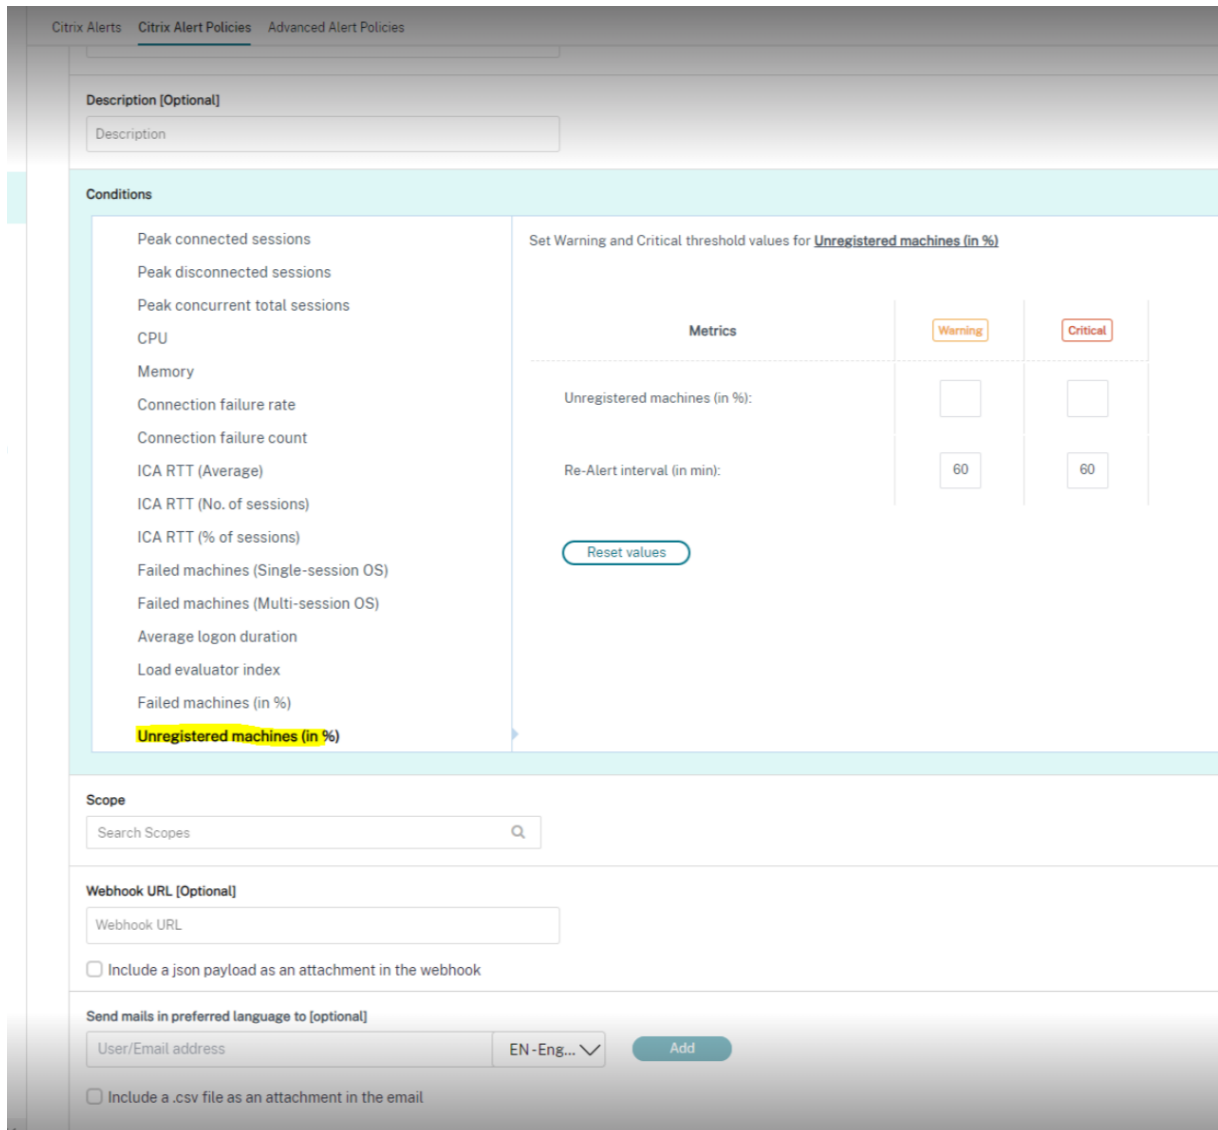 Citrix Alerts Citrix Alert Policies Advanced Alert Policies
Description [Optional]
Description
Conditions
Peak connected sessions
Peak disconnected sessions
Peak concurrent total sessions
CPU
Memory
Connection failure rate
Connection failure count
ICA RTT (Average)
ICA RTT (No. of sessions)
ICA RTT (% of sessions)
Failed machines (Single-session OS)
Failed machines (Multi-session OS)
Average logon duration
Load evaluator index
Failed machines (in %)
Unregistered machines (in %)
Set Warning and Critical threshold values for Unregistered machines (in %)
Metrics Warning Critical
Unregistered machines (in %):
Re-Alert interval (in min): 60 60
Reset values
Scope
Search Scopes
Webhook URL [Optional]
Webhook URL
Include a json payload as an attachment in the webhook
Send mails in preferred language to [optional]
User/Email address EN-Eng... Add
Include a .csv file as an attachment in the email